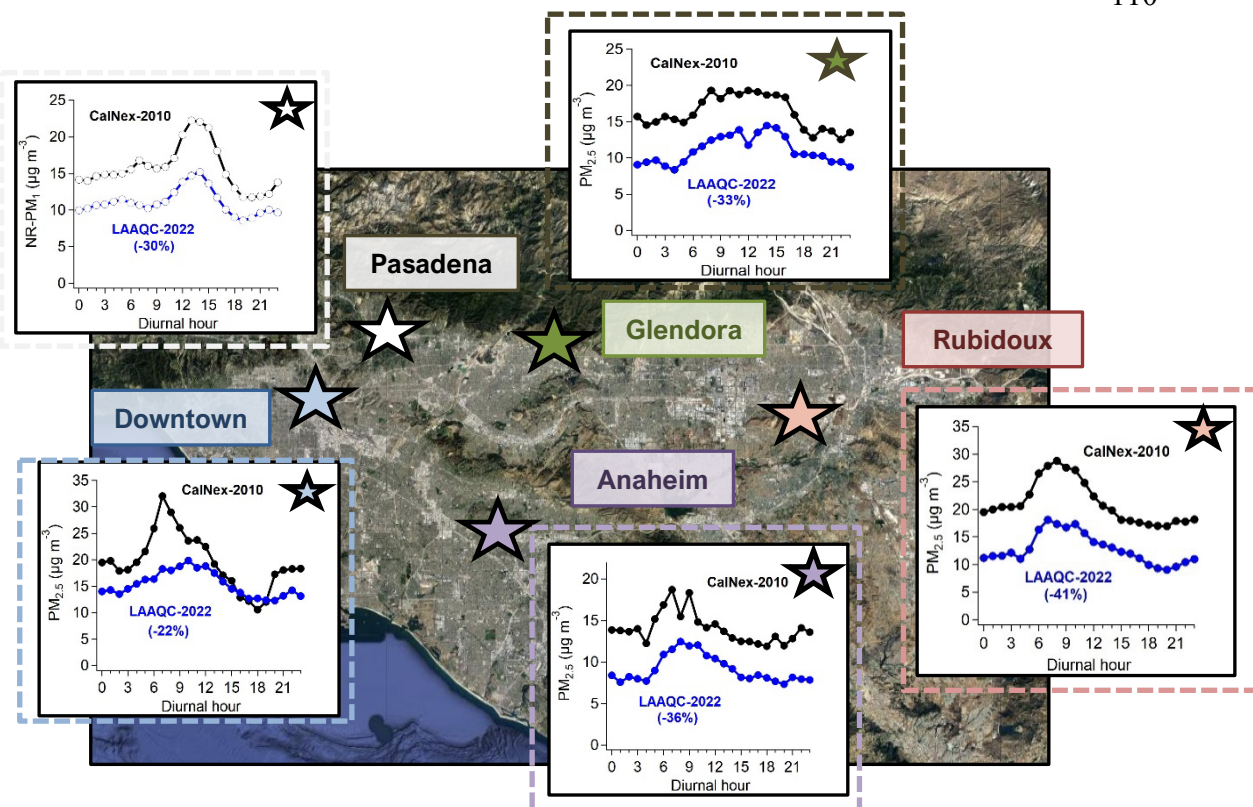 110
25
20
15
10
5
0
NR-PM1 (µg m-3)
CalNex-2010
LAAQC-2022
(-30%)
0 3 6 9 12 15 18 21
Diurnal hour
25
20
15
10
5
0
PM2.5 (µg m-3)
CalNex-2010
LAAQC-2022
(-33%)
0 3 6 9 12 15 18 21
Diurnal hour
Pasadena
Glendora
Rubidoux
Downtown
Anaheim
35
30
25
20
15
10
5
0
PM2.5 (µg m-3)
CalNex-2010
LAAQC-2022
(-22%)
0 3 6 9 12 15 18 21
Diurnal hour
20
15
10
5
0
PM2.5 (µg m-3)
CalNex-2010
LAAQC-2022
(-36%)
0 3 6 9 12 15 18 21
Diurnal hour
35
30
25
20
15
10
5
0
PM2.5 (µg m-3)
CalNex-2010
LAAQC-2022
(-41%)
0 3 6 9 12 15 18 21
Diurnal hour